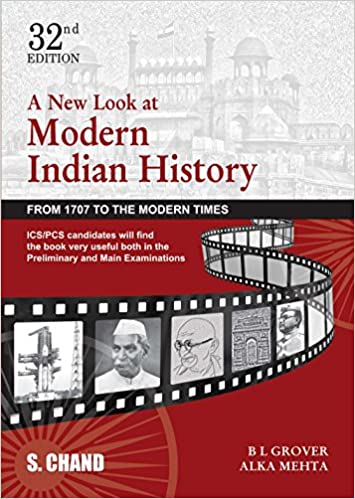 32nd
EDITION
A New Look at
Modern
Indian History
FROM 1707 TO THE MODERN TIMES
ICS/PCS candidates will find
the book very useful both in the
Preliminary and Main Examinations
B L GROVER
ALKA MEHTA
S. CHAND